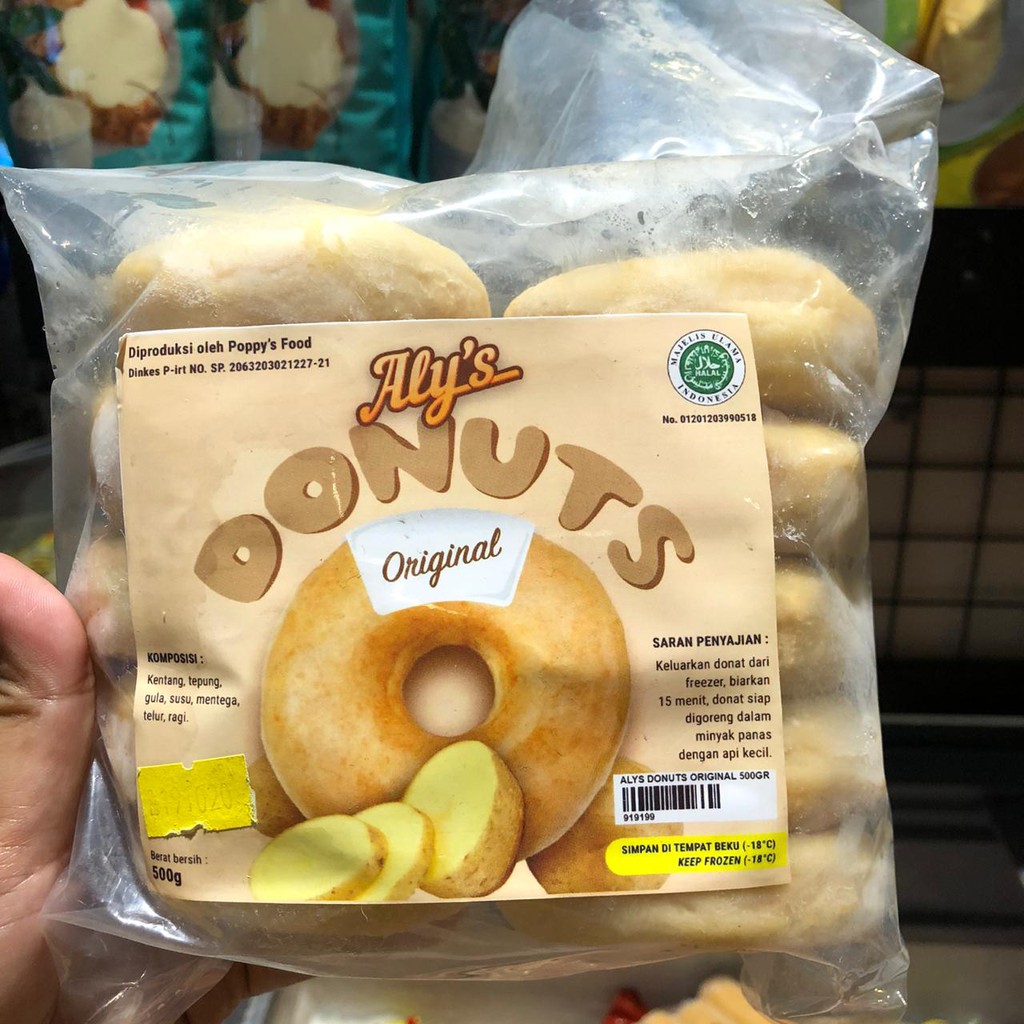 Diproduksi oleh Poppy's Food
Dinkes P-irt NO. SP. 2063203021227-21
Aly's
DONUTS
Original
MAJELIS ULAMA
INDONESIA
حلال
HALAL
No. 01201203990518
KOMPOSISI :
Kentang, tepung,
gula, susu, mentega,
telur, ragi.
Berat bersih :
500g
SARAN PENYAJIAN :
Keluarkan donat dari
freezer, biarkan
15 menit, donat siap
digoreng dalam
minyak panas
dengan api kecil.
ALYS DONUTS ORIGINAL 500GR
919199
SIMPAN DI TEMPAT BEKU (-18°C)
KEEP FROZEN (-18°C)